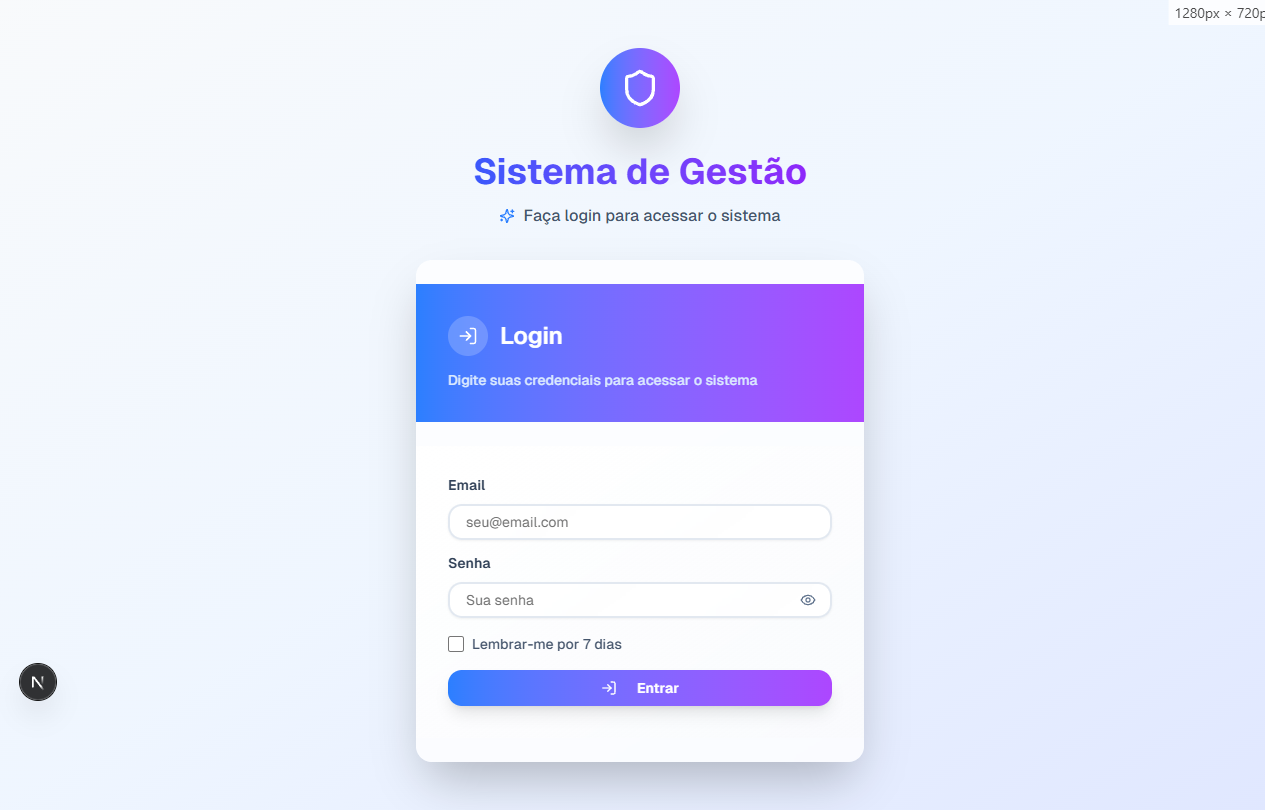 1280px × 720p
Sistema de Gestão
Faça login para acessar o sistema
Login
Digite suas credenciais para acessar o sistema
Email
seu@email.com
Senha
Sua senha
Lembrar-me por 7 dias
Entrar
N